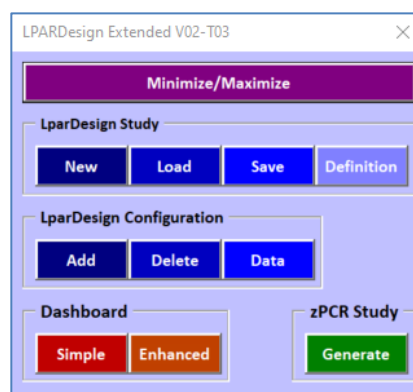 LPARDesign Extended V02-T03
Minimize/Maximize
LparDesign Study
New Load Save Definition
LparDesign Configuration
Add Delete Data
Dashboard zPCR Study
Simple Enhanced Generate